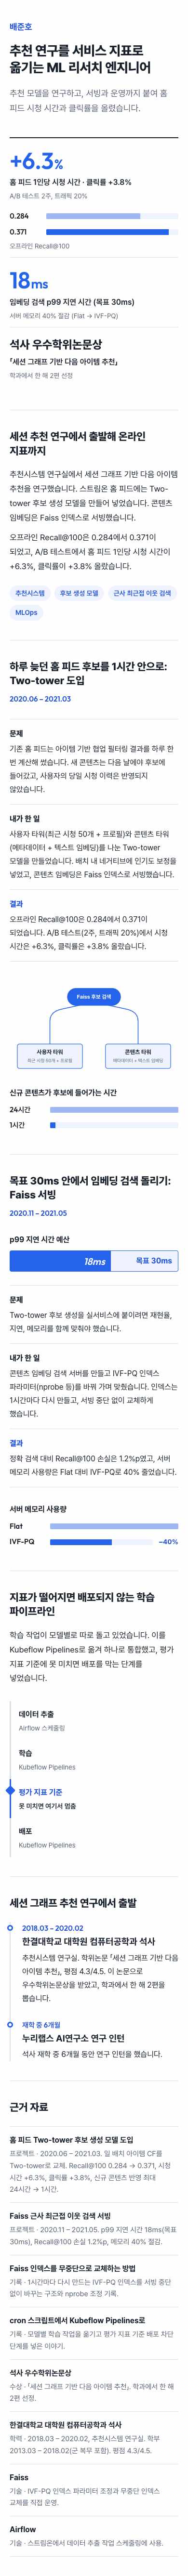 배준호
추천 연구를 서비스 지표로
옮기는 ML 리서치 엔지니어
추천 모델을 연구하고, 서빙과 운영까지 붙여 홈
피드 시청 시간과 클릭률을 올렸습니다.
+6.3%
홈 피드 1인당 시청 시간 · 클릭률 +3.8%
A/B 테스트 2주, 트래픽 20%
0.284
0.371
오프라인 Recall@100
18ms
임베딩 검색 p99 지연 시간 (목표 30ms)
서버 메모리 40% 절감 (Flat → IVF-PQ)
석사 우수학위논문상
「세션 그래프 기반 다음 아이템 추천」
학과에서 한 해 2편 선정
세션 추천 연구에서 출발해 온라인
지표까지
추천시스템 연구실에서 세션 그래프 기반 다음 아이템
추천을 연구했습니다. 스트림온 홈 피드에는 Two-
tower 후보 생성 모델을 만들어 넣었습니다. 콘텐츠
임베딩은 Faiss 인덱스로 서빙했습니다.
오프라인 Recall@100은 0.284에서 0.371이
되었고, A/B 테스트에서 홈 피드 1인당 시청 시간이
+6.3%, 클릭률이 +3.8% 올랐습니다.
추천시스템
후보 생성 모델
근사 최근접 이웃 검색
MLOps
하루 늦던 홈 피드 후보를 1시간 안으로:
Two-tower 도입
2020.06 – 2021.03
문제
기존 홈 피드는 아이템 기반 협업 필터링 결과를 하루 한
번 계산해 썼습니다. 새 콘텐츠는 다음 날에야 후보에
들어갔고, 사용자의 당일 시청 이력은 반영되지
않았습니다.
내가 한 일
사용자 타워(최근 시청 50개 + 프로필)와 콘텐츠 타워
(메타데이터 + 텍스트 임베딩)를 나눈 Two-tower
모델을 만들었습니다. 배치 내 네거티브에 인기도 보정을
넣었고, 콘텐츠 임베딩은 Faiss 인덱스로 서빙했습니다.
결과
오프라인 Recall@100은 0.284에서 0.371이
되었습니다. A/B 테스트(2주, 트래픽 20%)에서 시청
시간은 +6.3%, 클릭률은 +3.8% 올랐습니다.
Faiss 후보 검색
사용자 타워
최근 시청 50개 + 프로필
콘텐츠 타워
메타데이터 + 텍스트 임베딩
신규 콘텐츠가 후보에 들어가는 시간
24시간
1시간
목표 30ms 안에서 임베딩 검색 돌리기:
Faiss 서빙
2020.11 – 2021.05
p99 지연 시간 예산
18ms
목표 30ms
문제
Two-tower 후보 생성을 실서비스에 붙이려면 재현율,
지연, 메모리를 함께 맞춰야 했습니다.
내가 한 일
콘텐츠 임베딩 검색 서버를 만들고 IVF-PQ 인덱스
파라미터(nprobe 등)를 바꿔 가며 맞췄습니다. 인덱스는
1시간마다 다시 만들고, 서빙 중단 없이 교체하게
했습니다.
결과
정확 검색 대비 Recall@100 손실은 1.2%p였고, 서버
메모리 사용량은 Flat 대비 IVF-PQ로 40% 줄었습니다.
서버 메모리 사용량
Flat
IVF-PQ
−40%
지표가 떨어지면 배포되지 않는 학습
파이프라인
학습 작업이 모델별로 따로 돌고 있었습니다. 이를
Kubeflow Pipelines로 옮겨 하나로 통합했고, 평가
지표 기준에 못 미치면 배포를 막는 단계를
넣었습니다.
데이터 추출
Airflow 스케줄링
학습
Kubeflow Pipelines
평가 지표 기준
못 미치면 여기서 멈춤
배포
Kubeflow Pipelines
세션 그래프 추천 연구에서 출발
2018.03 – 2020.02
한결대학교 대학원 컴퓨터공학과 석사
추천시스템 연구실. 학위논문 「세션 그래프 기반 다음
아이템 추천」, 평점 4.3/4.5. 이 논문으로
우수학위논문상을 받았고, 학과에서 한 해 2편을
뽑습니다.
재학 중 6개월
누리랩스 AI연구소 연구 인턴
석사 재학 중 6개월 동안 연구 인턴을 했습니다.
근거 자료
홈 피드 Two-tower 후보 생성 모델 도입
프로젝트 · 2020.06 – 2021.03. 일 배치 아이템 CF를
Two-tower로 교체. Recall@100 0.284 → 0.371, 시청
시간 +6.3%, 클릭률 +3.8%, 신규 콘텐츠 반영 최대
24시간 → 1시간.
Faiss 근사 최근접 이웃 검색 서빙
프로젝트 · 2020.11 – 2021.05. p99 지연 시간 18ms(목표
30ms), Recall@100 손실 1.2%p, 메모리 40% 절감.
Faiss 인덱스를 무중단으로 교체하는 방법
기록 · 1시간마다 다시 만드는 IVF-PQ 인덱스를 서빙 중단
없이 바꾸는 구조와 nprobe 조정 기록.
cron 스크립트에서 Kubeflow Pipelines로
기록 · 모델별 학습 작업을 옮기고 평가 지표 기준 배포 차단
단계를 넣은 이야기.
석사 우수학위논문상
수상 · 「세션 그래프 기반 다음 아이템 추천」. 학과에서 한 해
2편 선정.
한결대학교 대학원 컴퓨터공학과 석사
학력 · 2018.03 – 2020.02, 추천시스템 연구실. 학부
2013.03 – 2018.02(군 복무 포함). 평점 4.3/4.5.
Faiss
기술 · IVF-PQ 인덱스 파라미터 조정과 무중단 인덱스
교체를 직접 운영.
Airflow
기술 · 스트림온에서 데이터 추출 작업 스케줄링에 사용.